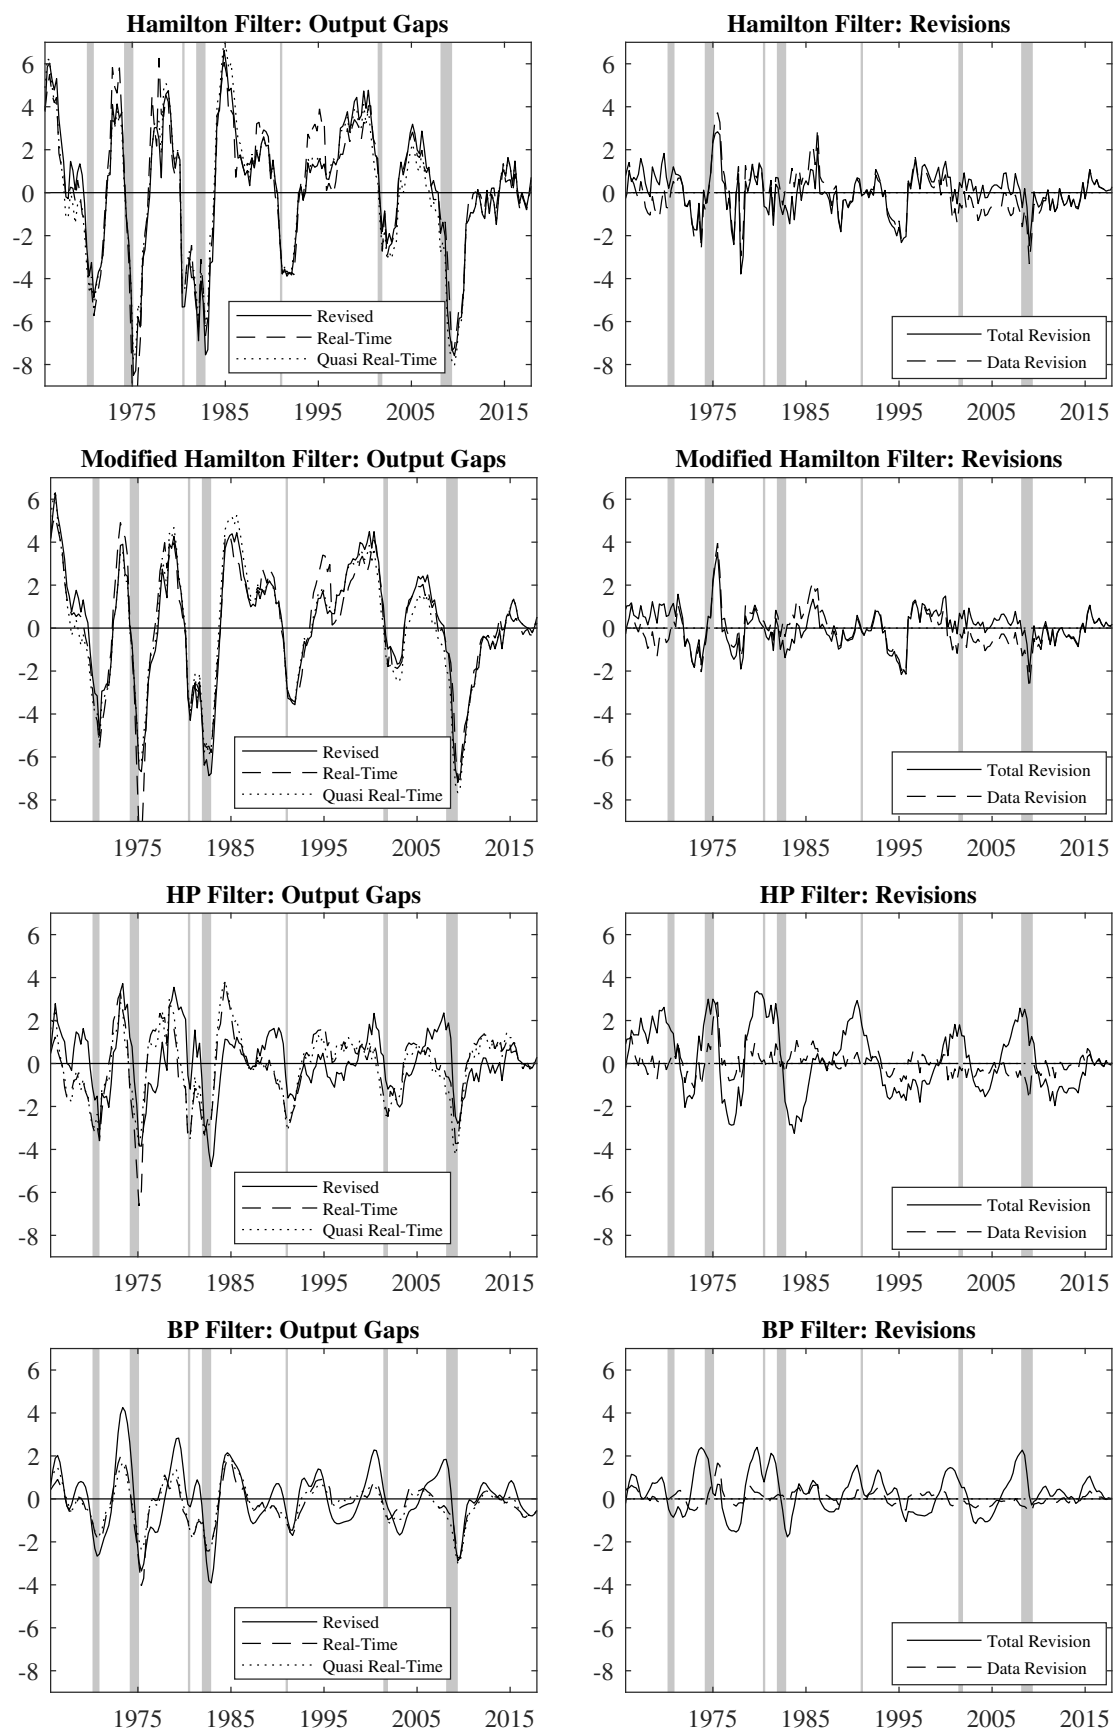 Hamilton Filter: Output Gaps
6
4
2
0
-2
-4
-6
-8
Revised
Real-Time
Quasi Real-Time
1975 1985 1995 2005 2015
Hamilton Filter: Revisions
6
4
2
0
-2
-4
-6
-8
Total Revision
Data Revision
1975 1985 1995 2005 2015
Modified Hamilton Filter: Output Gaps
6
4
2
0
-2
-4
-6
-8
Revised
Real-Time
Quasi Real-Time
1975 1985 1995 2005 2015
Modified Hamilton Filter: Revisions
6
4
2
0
-2
-4
-6
-8
Total Revision
Data Revision
1975 1985 1995 2005 2015
HP Filter: Output Gaps
6
4
2
0
-2
-4
-6
-8
Revised
Real-Time
Quasi Real-Time
1975 1985 1995 2005 2015
HP Filter: Revisions
6
4
2
0
-2
-4
-6
-8
Total Revision
Data Revision
1975 1985 1995 2005 2015
BP Filter: Output Gaps
6
4
2
0
-2
-4
-6
-8
Revised
Real-Time
Quasi Real-Time
1975 1985 1995 2005 2015
BP Filter: Revisions
6
4
2
0
-2
-4
-6
-8
Total Revision
Data Revision
1975 1985 1995 2005 2015